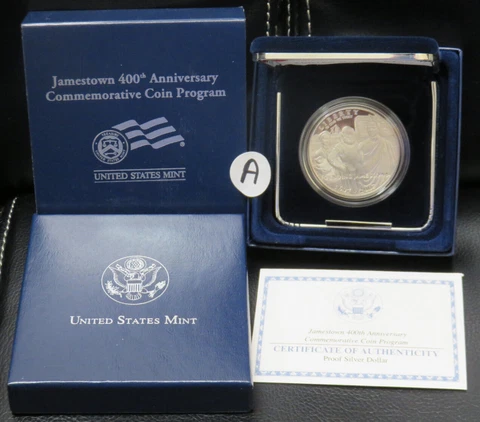 Jamestown 400th Anniversary
Commemorative Coin Program
UNITED STATES MINT
A
LIBERTY
UNITED STATES MINT
Jamestown 400th Anniversary
Commemorative Coin Program
CERTIFICATE OF AUTHENTICITY
Proof Silver Dollar